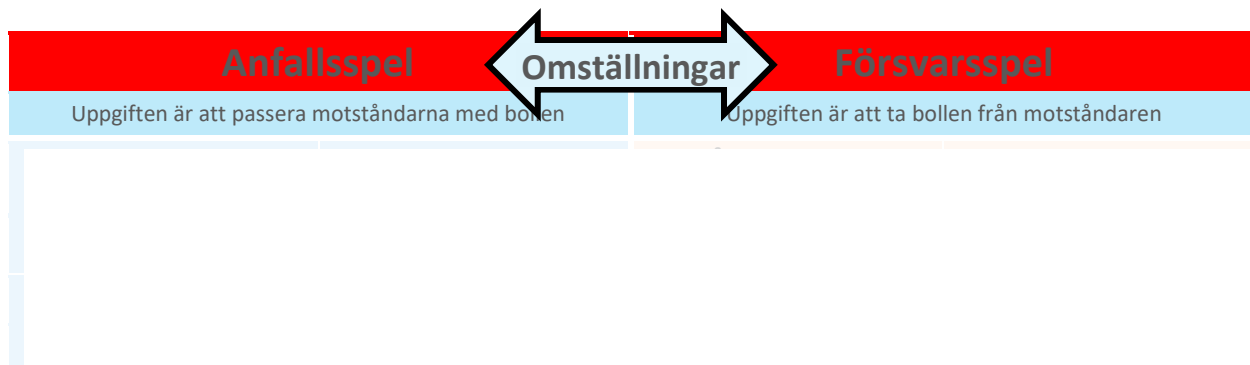 Anfallsspel
Omställningar
Försvarsspel
Uppgiften är att passera motståndarna med bollen
Uppgiften är att ta bollen från motståndaren